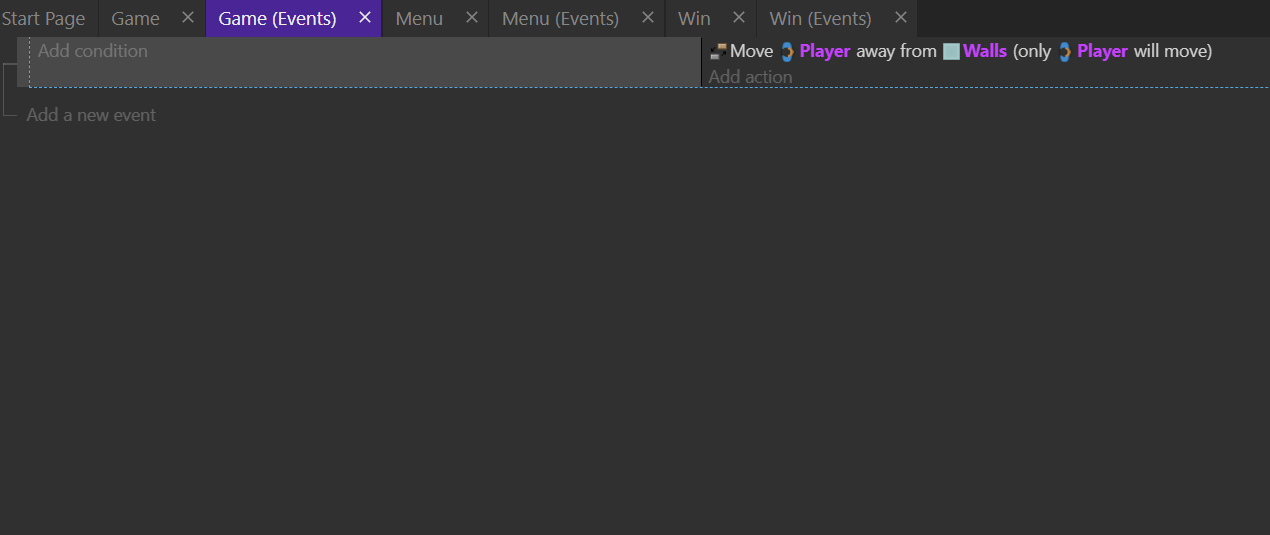 Start Page Game × Game (Events) × Menu × Menu (Events) × Win × Win (Events) ×
Add condition Move Player away from Walls (only Player will move)
Add action
Add a new event